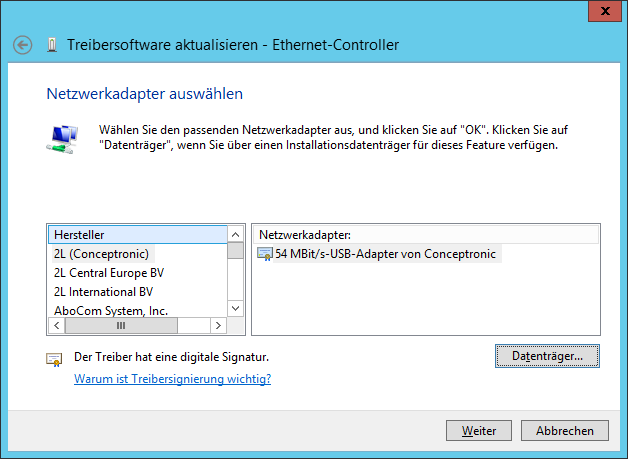 Treibersoftware aktualisieren - Ethernet-Controller
Netzwerkadapter auswählen
Wählen Sie den passenden Netzwerkadapter aus, und klicken Sie auf "OK". Klicken Sie auf
"Datenträger", wenn Sie über einen Installationsdatenträger für dieses Feature verfügen.
Hersteller
2L (Conceptronic)
2L Central Europe BV
2L International BV
AboCom System, Inc.
Netzwerkadapter:
54 MBit/s-USB-Adapter von Conceptronic
Der Treiber hat eine digitale Signatur.
Warum ist Treibersignierung wichtig?
Datenträger...
Weiter
Abbrechen